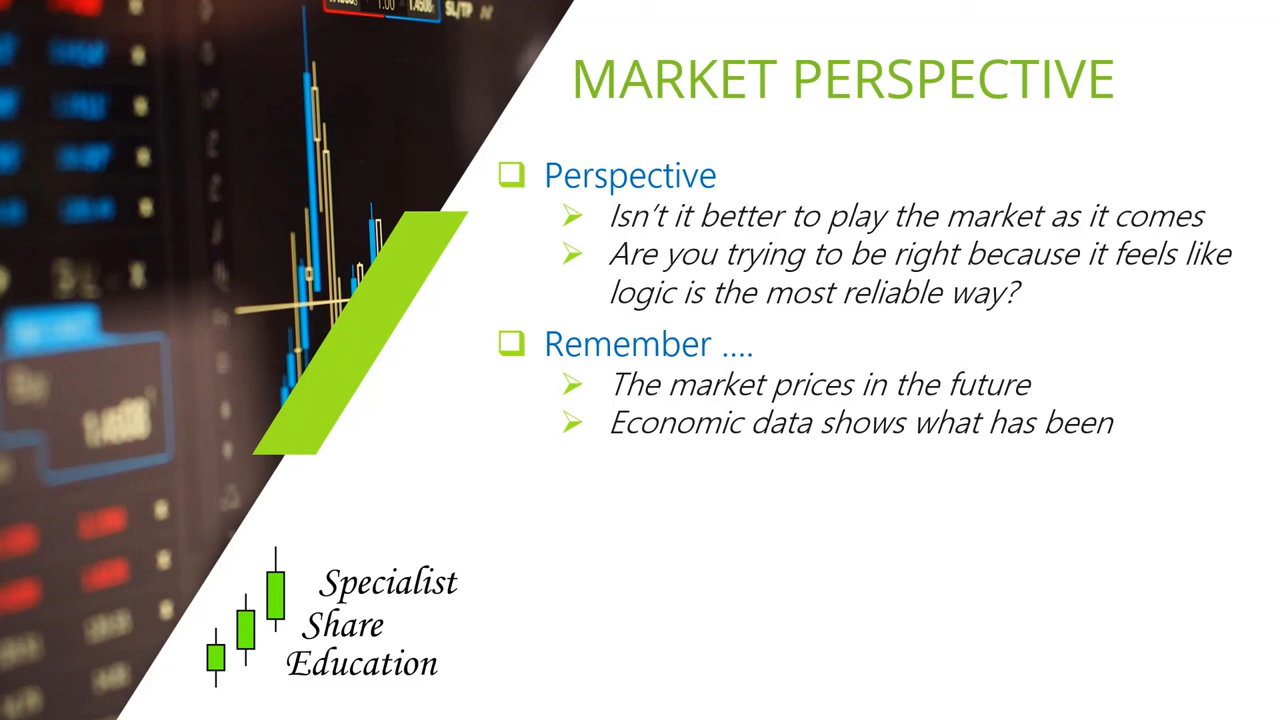 SL/TP
MARKET PERSPECTIVE
Perspective
Isn't it better to play the market as it comes
Are you trying to be right because it feels like
logic is the most reliable way?
Remember ....
The market prices in the future
Economic data shows what has been
Specialist
Share
Education